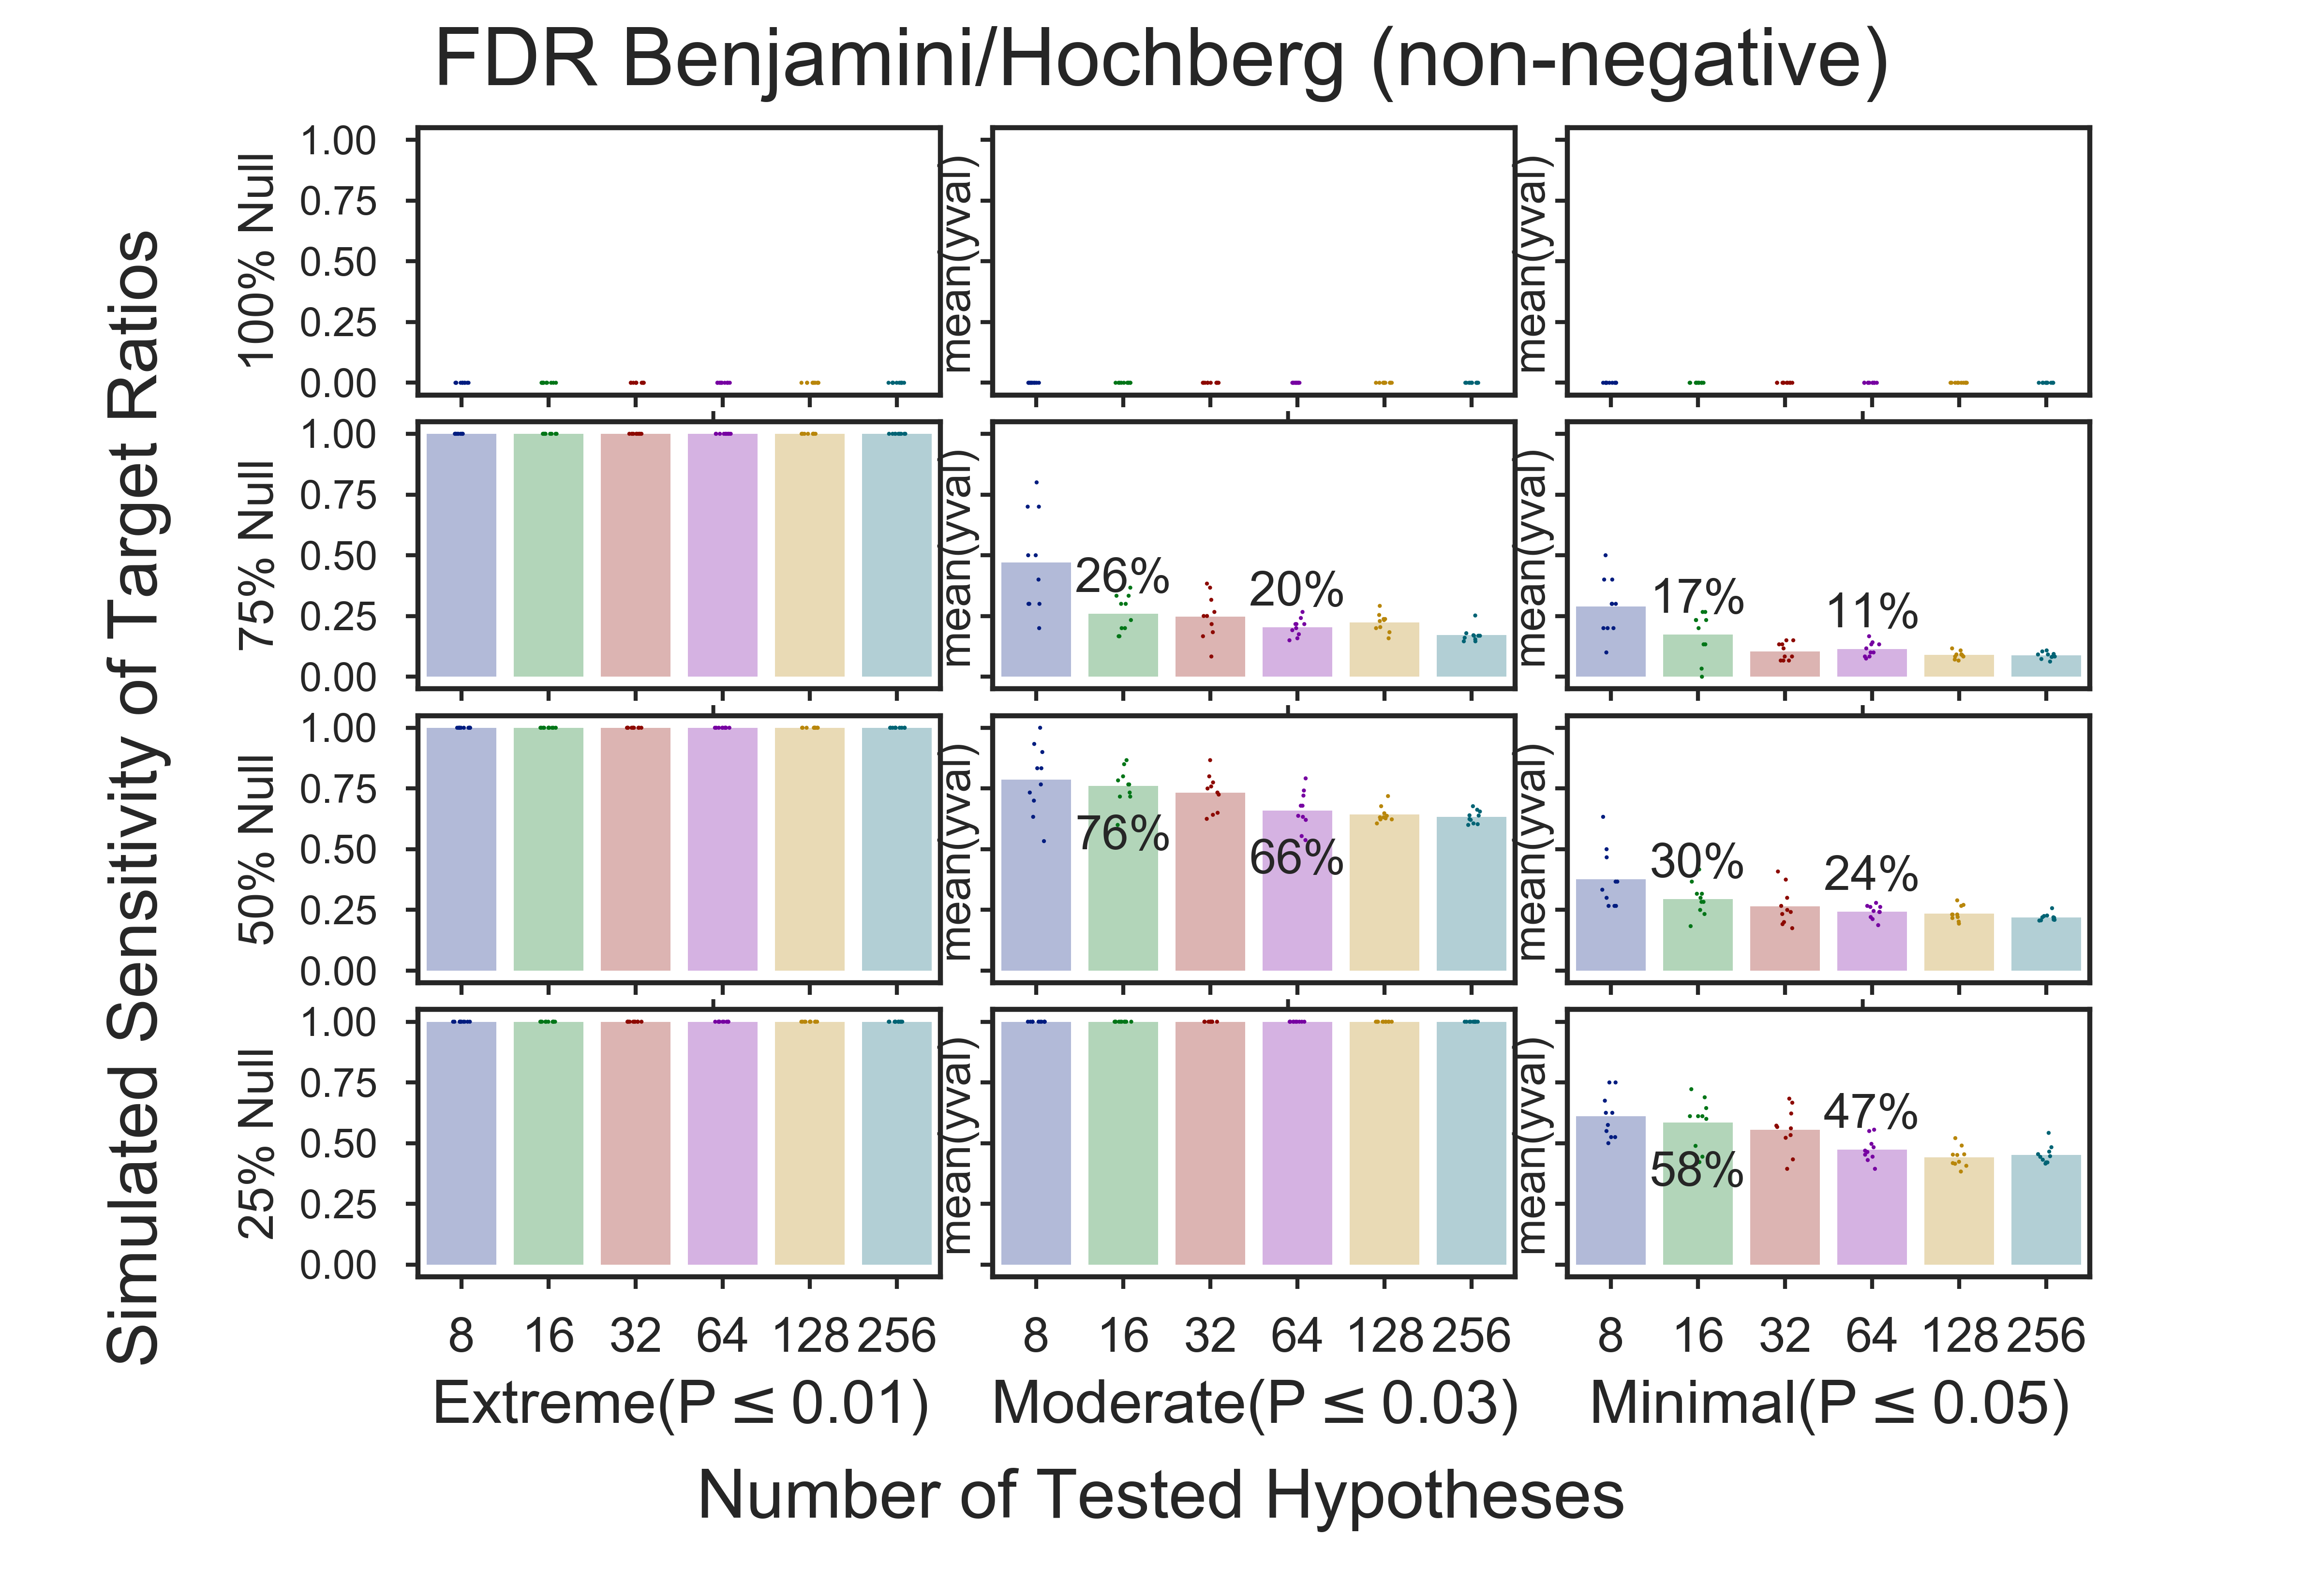 FDR Benjamini/Hochberg (non-negative)
Simulated Sensitivity of Target Ratios
100% Null
1.00
0.75
0.50
0.25
0.00
mean(yval)
mean(yval)
75% Null
1.00
0.75
0.50
0.25
0.00
mean(yval)
26%
20%
mean(yval)
17%
11%
50% Null
1.00
0.75
0.50
0.25
0.00
mean(yval)
76%
66%
mean(yval)
30%
24%
25% Null
1.00
0.75
0.50
0.25
0.00
mean(yval)
mean(yval)
58%
47%
8 16 32 64 128 256 8 16 32 64 128 256 8 16 32 64 128 256
Extreme(P ≤ 0.01) Moderate(P ≤ 0.03) Minimal(P ≤ 0.05)
Number of Tested Hypotheses